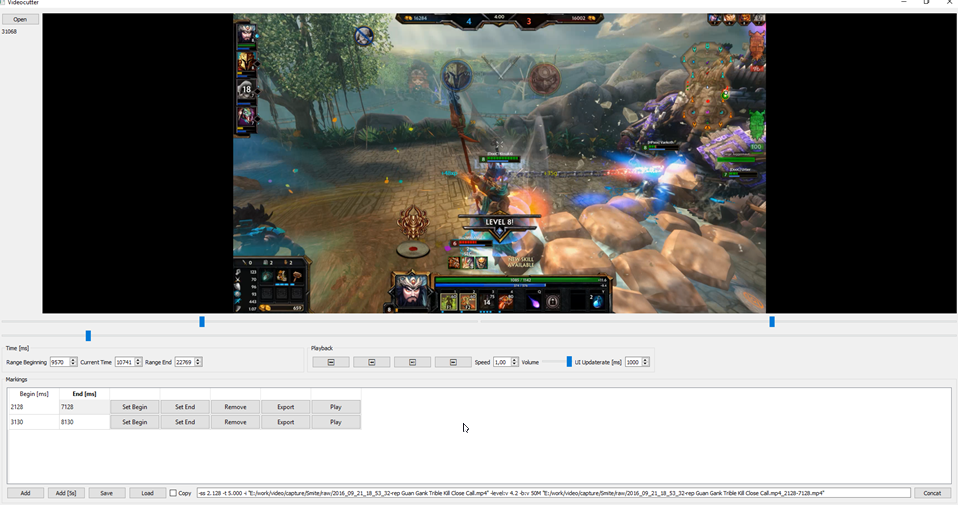 Videocutter
Open
31068
16284 4 4:00 3 16002
18
LEVEL 8!
NEW SKILL
AVAILABLE
14
Time [ms]
Playback
Range Beginning 9570 Current Time 10741 Range End 22769
Speed 1,00 Volume UI Updaterate [ms] 1000
Markings
Begin [ms] End [ms]
2128 7128 Set Begin Set End Remove Export Play
3130 8130 Set Begin Set End Remove Export Play
Add Add [5s] Save Load Copy -ss 2.128 -t 5.000 -i "E:/work/video/capture/Smite/raw/2016_09_21_18_53_32-rep Guan Gank Trible Kill Close Call.mp4" -level:v 4.2 -b:v 50M "E:/work/video/capture/Smite/raw/2016_09_21_18_53_32-rep Guan Gank Trible Kill Close Call.mp4_2128-7128.mp4" Concat